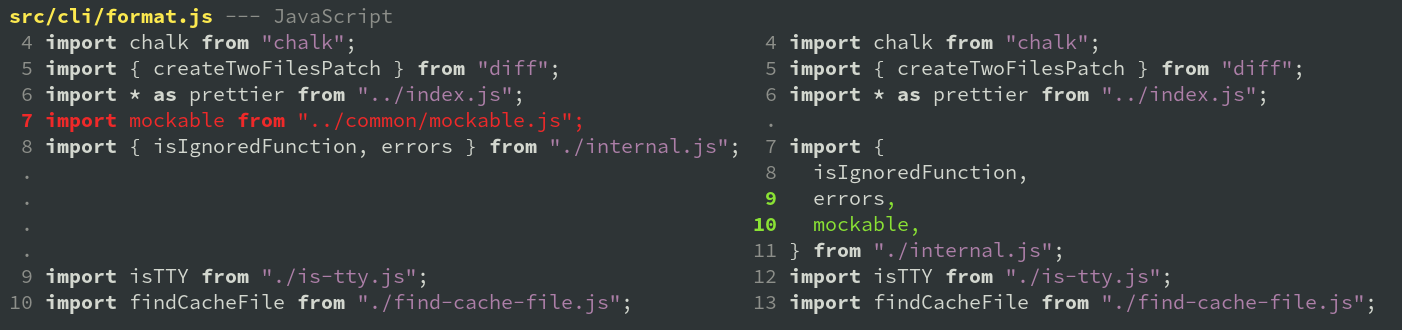 src/cli/format.js --- JavaScript
4 import chalk from "chalk"; 4 import chalk from "chalk";
5 import { createTwoFilesPatch } from "diff"; 5 import { createTwoFilesPatch } from "diff";
6 import * as prettier from "../index.js"; 6 import * as prettier from "../index.js";
7 import mockable from "../common/mockable.js"; .
8 import { isIgnoredFunction, errors } from "./internal.js"; 7 import {
. 8 isIgnoredFunction,
. 9 errors,
. 10 mockable,
. 11 } from "./internal.js";
9 import isTTY from "./is-tty.js"; 12 import isTTY from "./is-tty.js";
10 import findCacheFile from "./find-cache-file.js"; 13 import findCacheFile from "./find-cache-file.js";